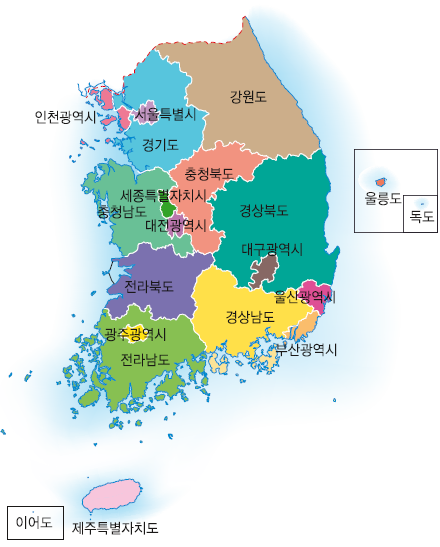 강원도
서울특별시
인천광역시
경기도
충청북도
세종특별자치시
울릉도
충청남도
경상북도
독도
대전광역시
대구광역시
전라북도
울산광역시
경상남도
광주광역시
부산광역시
전라남도
이어도
제주특별자치도